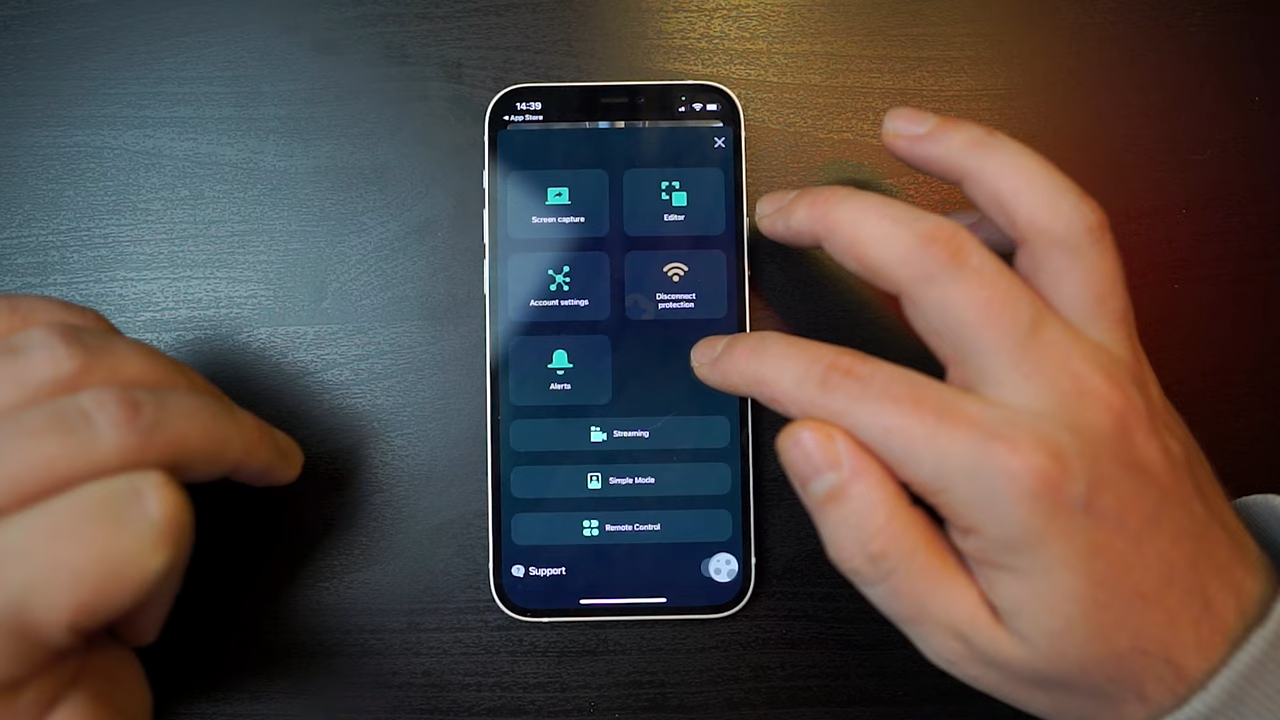 14:39
◀ App Store
Screen capture
Editor
Account settings
Disconnect
protection
Alerts
Streaming
Simple Mode
Remote Control
Support